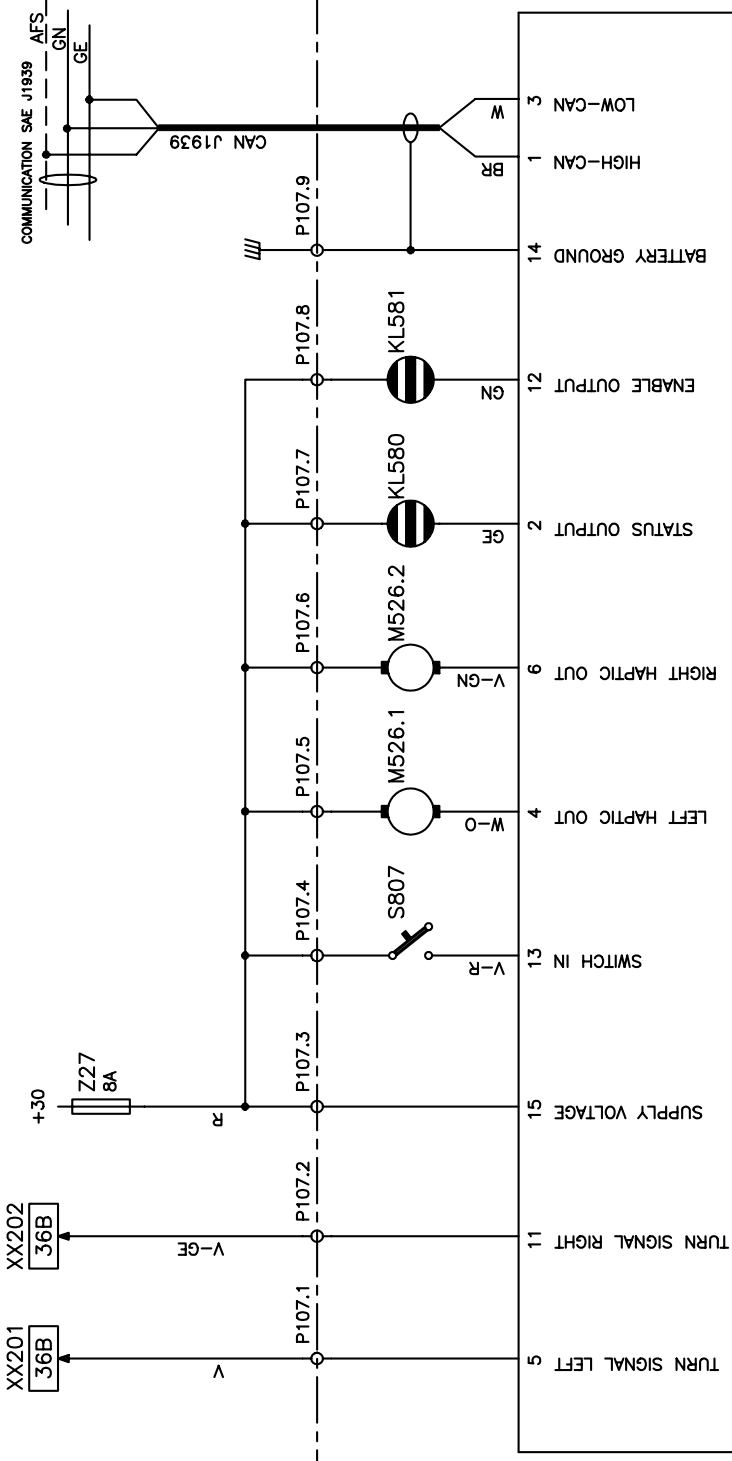 COMMUNICATION SAE J1939
AFS
GN
GE
CAN J1939
W
3
LOW-CAN
BR
1
HIGH-CAN
P107.9
14
BATTERY GROUND
P107.8
KL581
GN
12
ENABLE OUTPUT
P107.7
KL580
GE
2
STATUS OUTPUT
P107.6
M526.2
V-GN
6
RIGHT HAPTIC OUT
P107.5
M526.1
W-O
4
LEFT HAPTIC OUT
P107.4
S807
V-R
13
SWITCH IN
+30
Z27
8A
R
P107.3
15
SUPPLY VOLTAGE
XX202
36B
V-GE
P107.2
11
TURN SIGNAL RIGHT
XX201
36B
V
P107.1
5
TURN SIGNAL LEFT